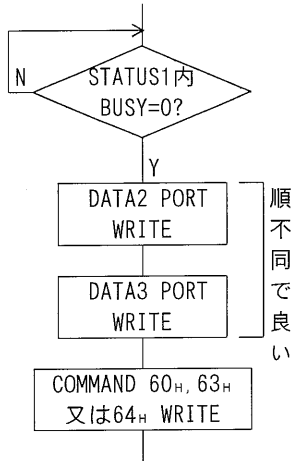 STATUS1内
N
BUSY=0?
Y
DATA2 PORT
WRITE
DATA3 PORT
WRITE
順不同で良い
COMMAND 60H, 63H
又は64H WRITE